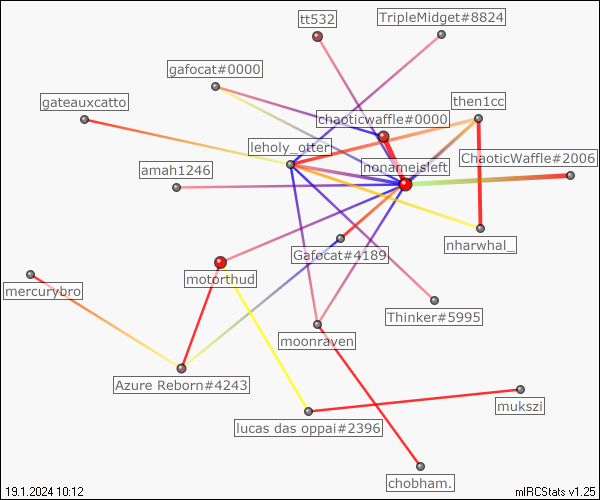 tt532
TripleMidget#8824
gafocat#0000
gateauxcatto
then1cc
chaoticwaffle#0000
leholy_otter
ChaoticWaffle#2006
nonameisleft
amah1246
nharwhal_
Gafocat#4189
motorthud
mercurybro
Thinker#5995
moonraven
Azure Reborn#4243
mukszi
lucas das oppai#2396
chobham.
19.1.2024 10:12
mIRCStats v1.25